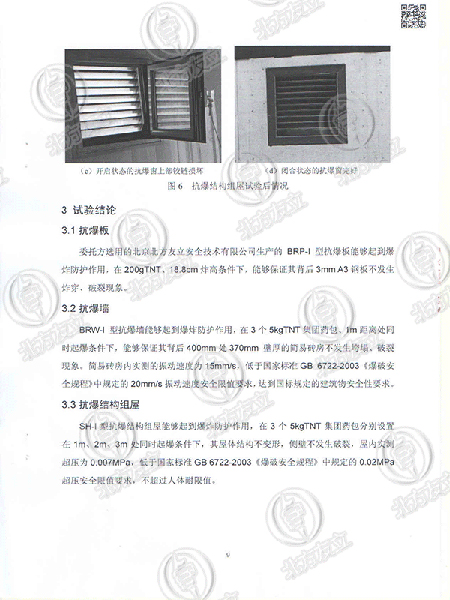 (c) 开启状态的抗爆窗上部铰链损坏
(d) 闭合状态的抗爆窗完好
图 6 抗爆结构组屋试验后情况
3 试验结论
3.1 抗爆板
委托方选用的北京北方友立安全技术有限公司生产的 BRP-I 型抗爆板能够起到爆
炸防护作用，在 200gTNT、18.8cm 炸高条件下，能够保证其背后 3mm A3 钢板不发生
炸穿、破裂现象。
3.2 抗爆墙
BRW-I 型抗爆墙能够起到爆炸防护作用，在 3 个 5kgTNT 集团药包、1m 距离处同
时起爆条件下，能够保证其背后 400mm 处 370mm 壁厚的简易砖房不发生垮塌、破裂
现象。简易砖房内实测的振动速度为 15mm/s，低于国家标准 GB 6722-2003《爆破安
全规程》中规定的 20mm/s 振动速度安全限值要求，达到国标规定的建筑物安全性要求。
3.3 抗爆结构组屋
SH-I 型抗爆结构组屋能够起到爆炸防护作用，在 3 个 5kgTNT 集团药包分别设置
在 1m、2m、3m 处同时起爆条件下，其屋体结构不变形，侧壁不发生破裂，屋内实测
超压为 0.007MPa，低于国家标准 GB 6722-2003《爆破安全规程》中规定的 0.02MPa
超压安全限值要求，不超过人体耐限值。
9
北方友立